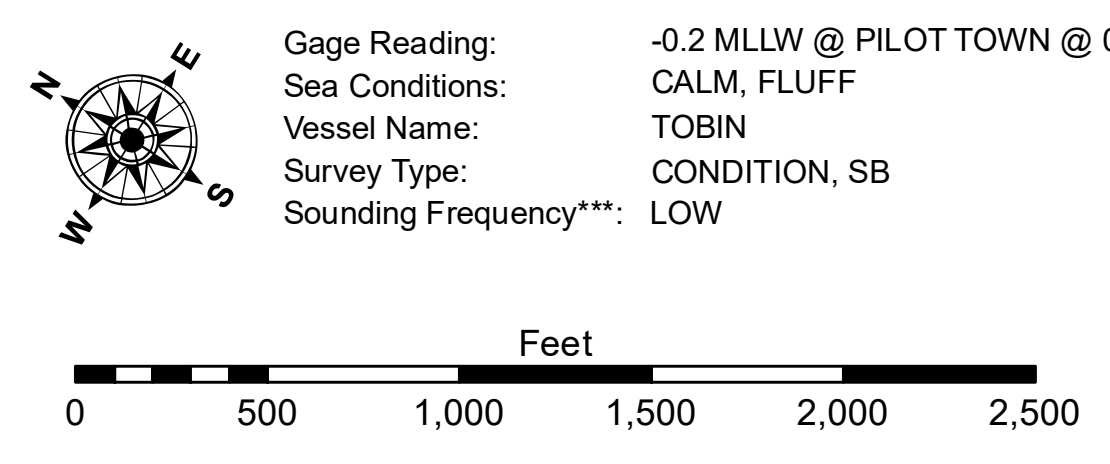 N
E
S
W
Gage Reading: -0.2 MLLW @ PILOT TOWN @
Sea Conditions: CALM, FLUFF
Vessel Name: TOBIN
Survey Type: CONDITION, SB
Sounding Frequency***: LOW
Feet
0 500 1,000 1,500 2,000 2,500